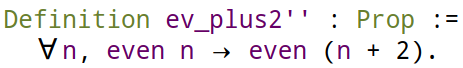 Definition ev_plus2'' : Prop :=
∀ n, even n → even (n + 2).